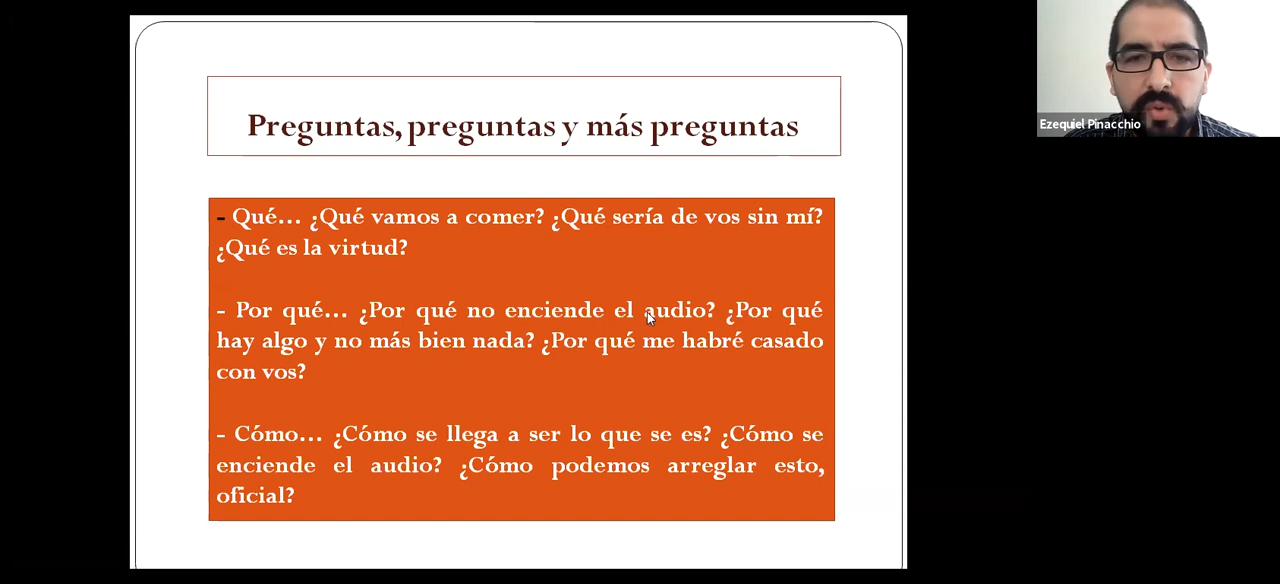 Preguntas, preguntas y más preguntas
- Qué... ¿Qué vamos a comer? ¿Qué sería de vos sin mí?
¿Qué es la virtud?
- Por qué... ¿Por qué no enciende el audio? ¿Por qué
hay algo y no más bien nada? ¿Por qué me habré casado
con vos?
- Cómo... ¿Cómo se llega a ser lo que se es? ¿Cómo se
enciende el audio? ¿Cómo podemos arreglar esto,
oficial?
Ezequiel Pinacchio